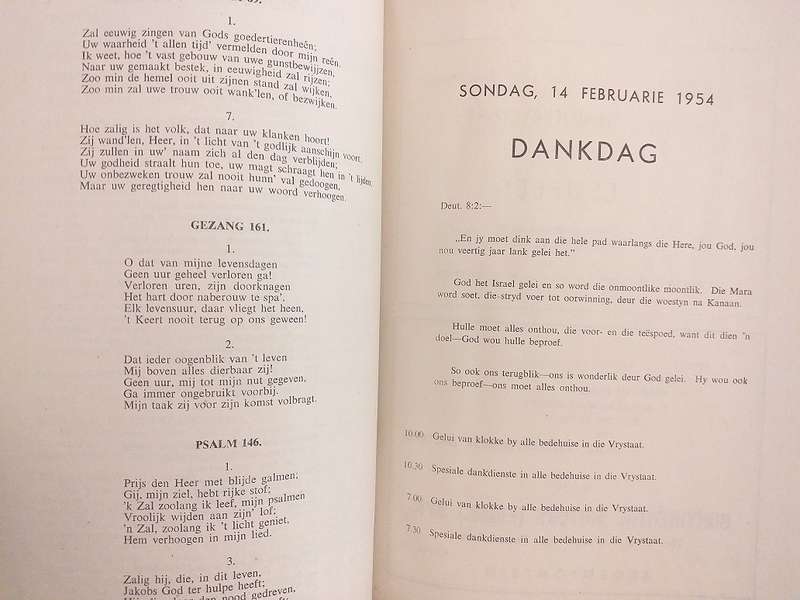 1.
Zal eeuwig zingen van Gods goedertierenheên;
Uw waarheid 't allen tijd' vermelden door mijn reên.
Ik weet, hoe 't vast gebouw van uwe gunstbewijzen,
Naar uw gemaakt bestek, in eeuwigheid zal rijzen;
Zoo min de hemel ooit uit zijnen stand zal wijken,
Zoo min zal uwe trouw ooit wank'len, of bezwijken.
7.
Hoe zalig is het volk, dat naar uw klanken hoort!
Zij wand'len, Heer, in 't licht van 't godlijk aanschijn voort.
Zij zullen in uw' naam zich al den dag verblijden;
Uw godheid straalt hun toe, uw magt schraagt hen in 't lijden,
Uw onbezweken trouw zal nooit hunn' val gedoogen,
Maar uw geregtigheid hen naar uw woord verhoogen.
GEZANG 161.
1.
O dat van mijne levensdagen
Geen uur geheel verloren ga!
Verloren uren, zijn doorknagen
Het hart door naberouw te spa'.
Elk levensuur, daar vliegt het heen,
't Keert nooit terug op ons geween!
2.
Dat ieder oogenblik van 't leven
Mij boven alles dierbaar zij!
Geen uur, mij tot mijn nut gegeven,
Ga immer ongebruikt voorbij.
Mijn taak zij voor zijn komst volbragt.
PSALM 146.
1.
Prijs den Heer met blijde galmen;
Gij, mijn ziel, hebt rijke stof;
'k Zal zoolang ik leef, mijn psalmen
Vroolijk wijden aan zijn' lof;
'n Zal, zoolang ik 't licht geniet,
Hem verhoogen in mijn lied.
3.
Zalig hij, die, in dit leven,
Jakobs God ter hulpe heeft;
SONDAG, 14 FEBRUARIE 1954
DANKDAG
Deut. 8:2:—
„En jy moet dink aan die hele pad waarlangs die Here, jou God, jou
nou veertig jaar lank gelei het.”
God het Israel gelei en so word die onmoontlike moontlik. Die Mara
word soet, die stryd voer tot oorwinning, deur die woestyn na Kanaan.
Hulle moet alles onthou, die voor- en die teëspoed, want dit dien 'n
doel—God wou hulle beproef.
So ook ons terugblik—ons is wonderlik deur God gelei. Hy wou ook
ons beproef—ons moet alles onthou.
10.00 Gelui van klokke by alle bedehuise in die Vrystaat.
10.30 Spesiale dankdienste in alle bedehuise in die Vrystaat.
7.00 Gelui van klokke by alle bedehuise in die Vrystaat.
7.30 Spesiale dankdienste in alle bedehuise in die Vrystaat.